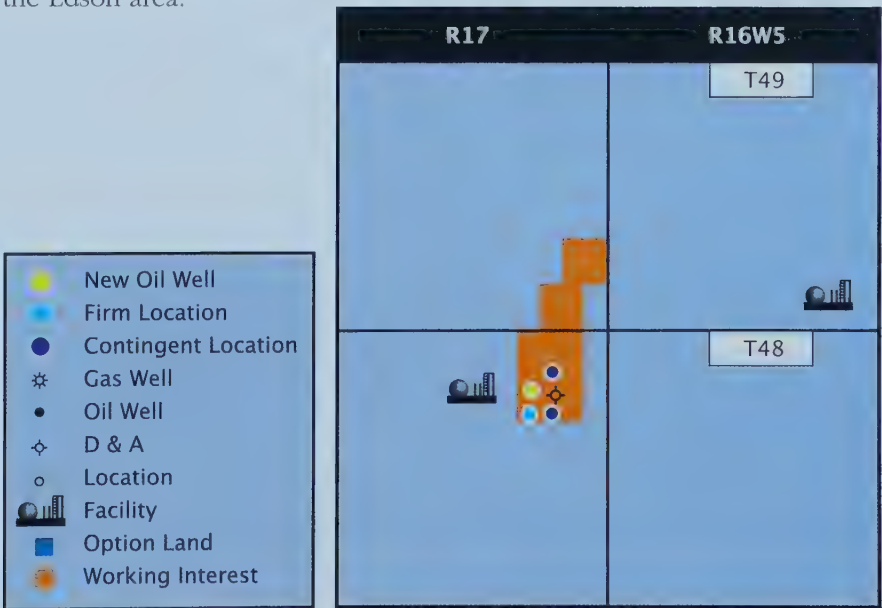 the Edson area.
R17 R16W5
T49
T48
New Oil Well
Firm Location
Contingent Location
Gas Well
Oil Well
D & A
Location
Facility
Option Land
Working Interest